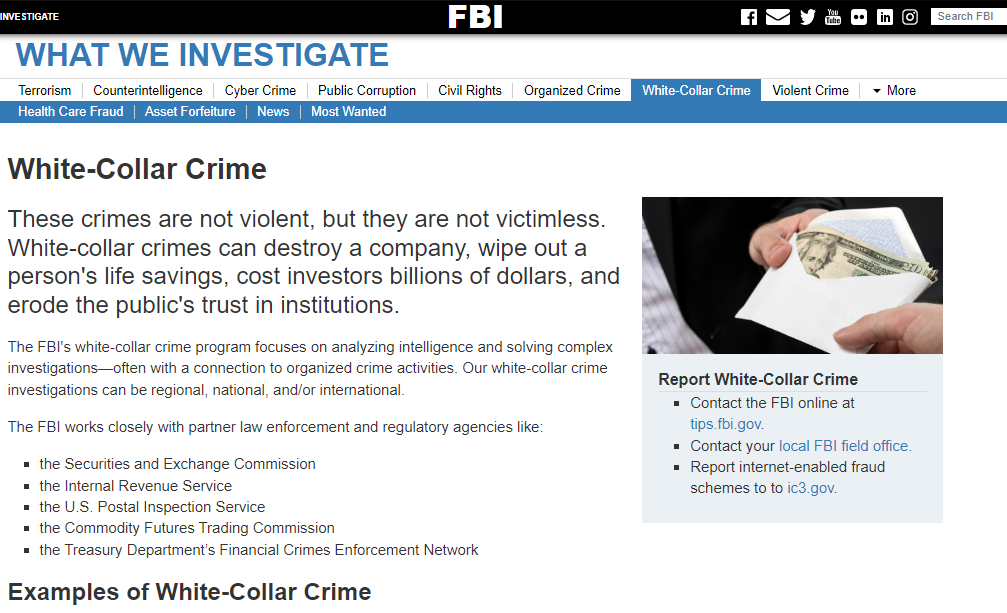 INVESTIGATE
FBI
You
Tube
Search FBI
WHAT WE INVESTIGATE
Terrorism Counterintelligence Cyber Crime Public Corruption Civil Rights Organized Crime White-Collar Crime Violent Crime More
Health Care Fraud Asset Forfeiture News Most Wanted
White-Collar Crime
These crimes are not violent, but they are not victimless.
White-collar crimes can destroy a company, wipe out a
person's life savings, cost investors billions of dollars, and
erode the public's trust in institutions.
The FBI's white-collar crime program focuses on analyzing intelligence and solving complex
investigations—often with a connection to organized crime activities. Our white-collar crime
investigations can be regional, national, and/or international.
The FBI works closely with partner law enforcement and regulatory agencies like:
the Securities and Exchange Commission
the Internal Revenue Service
the U.S. Postal Inspection Service
the Commodity Futures Trading Commission
the Treasury Department’s Financial Crimes Enforcement Network
Examples of White-Collar Crime
Report White-Collar Crime
Contact the FBI online at
tips.fbi.gov.
Contact your local FBI field office.
Report internet-enabled fraud
schemes to to ic3.gov.